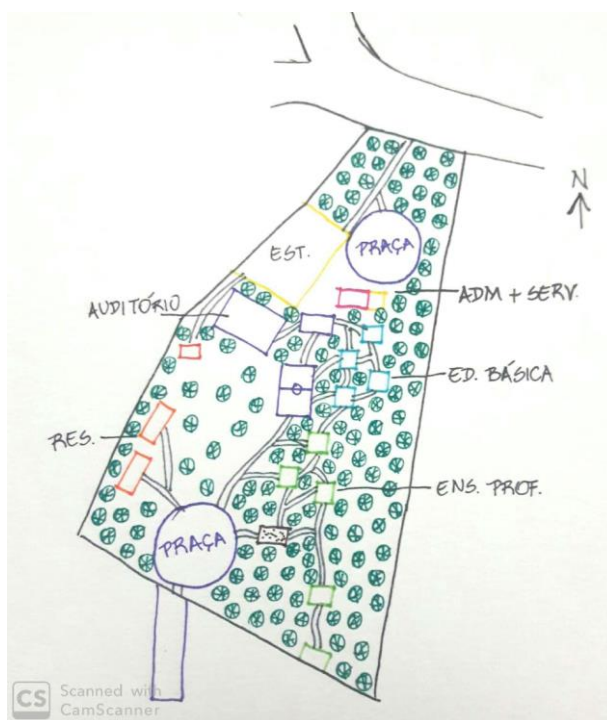 N
PRAÇA
EST.
ADM + SERV.
AUDITÓRIO
ED. BÁSICA
RES.
ENS. PROF.
PRAÇA
CS Scanned with
CamScanner